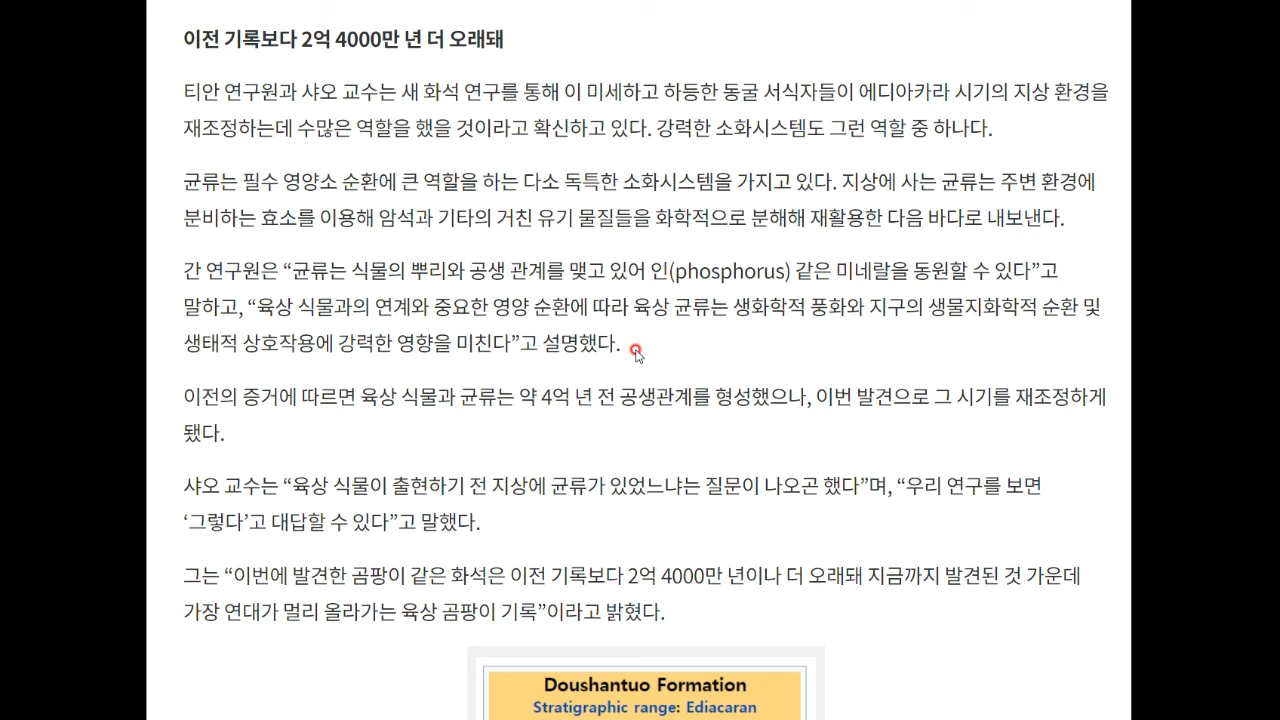 이전 기록보다 2억 4000만 년 더 오래돼
티안 연구원과 샤오 교수는 새 화석 연구를 통해 이 미세하고 하등한 동굴 서식자들이 에디아카라 시기의 지상 환경을
재조정하는데 수많은 역할을 했을 것이라고 확신하고 있다. 강력한 소화시스템도 그런 역할 중 하나다.
균류는 필수 영양소 순환에 큰 역할을 하는 다소 독특한 소화시스템을 가지고 있다. 지상에 사는 균류는 주변 환경에
분비하는 효소를 이용해 암석과 기타의 거친 유기 물질들을 화학적으로 분해해 재활용한 다음 바다로 내보낸다.
간 연구원은 “균류는 식물의 뿌리와 공생 관계를 맺고 있어 인(phosphorus) 같은 미네랄을 동원할 수 있다”고
말하고, “육상 식물과의 연계와 중요한 영양 순환에 따라 육상 균류는 생화학적 풍화와 지구의 생물지화학적 순환 및
생태적 상호작용에 강력한 영향을 미친다”고 설명했다.
이전의 증거에 따르면 육상 식물과 균류는 약 4억 년 전 공생관계를 형성했으나, 이번 발견으로 그 시기를 재조정하게
됐다.
샤오 교수는 “육상 식물이 출현하기 전 지상에 균류가 있었느냐는 질문이 나오곤 했다”며, “우리 연구를 보면
‘그렇다’고 대답할 수 있다”고 말했다.
그는 “이번에 발견한 곰팡이 같은 화석은 이전 기록보다 2억 4000만 년이나 더 오래돼 지금까지 발견된 것 가운데
가장 연대가 멀리 올라가는 육상 곰팡이 기록”이라고 밝혔다.
Doushantuo Formation
Stratigraphic range: Ediacaran